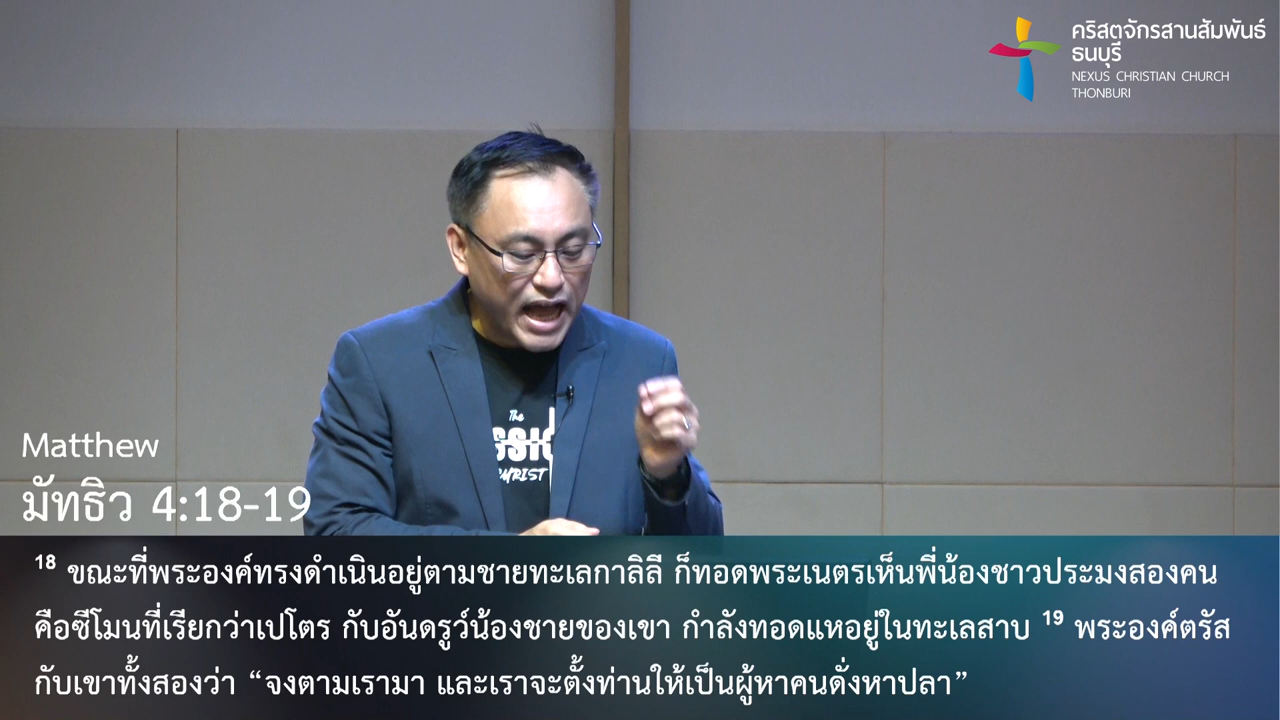 คริสตจักรสานสัมพันธ์
ธนบุรี
NEXUS CHRISTIAN CHURCH
THONBURI
The
CHRIST
Matthew
มัทธิว 4:18-19
¹⁸ ขณะที่พระองค์ทรงดำเนินอยู่ตามชายทะเลกาลิลี ก็ทอดพระเนตรเห็นพี่น้องชาวประมงสองคน
คือซีโมนที่เรียกว่าเปโตร กับอันดรูว์น้องชายของเขา กำลังทอดแหอยู่ในทะเลสาบ ¹⁹ พระองค์ตรัส
กับเขาทั้งสองว่า “จงตามเรามา และเราจะตั้งท่านให้เป็นผู้หาคนดั่งหาปลา”